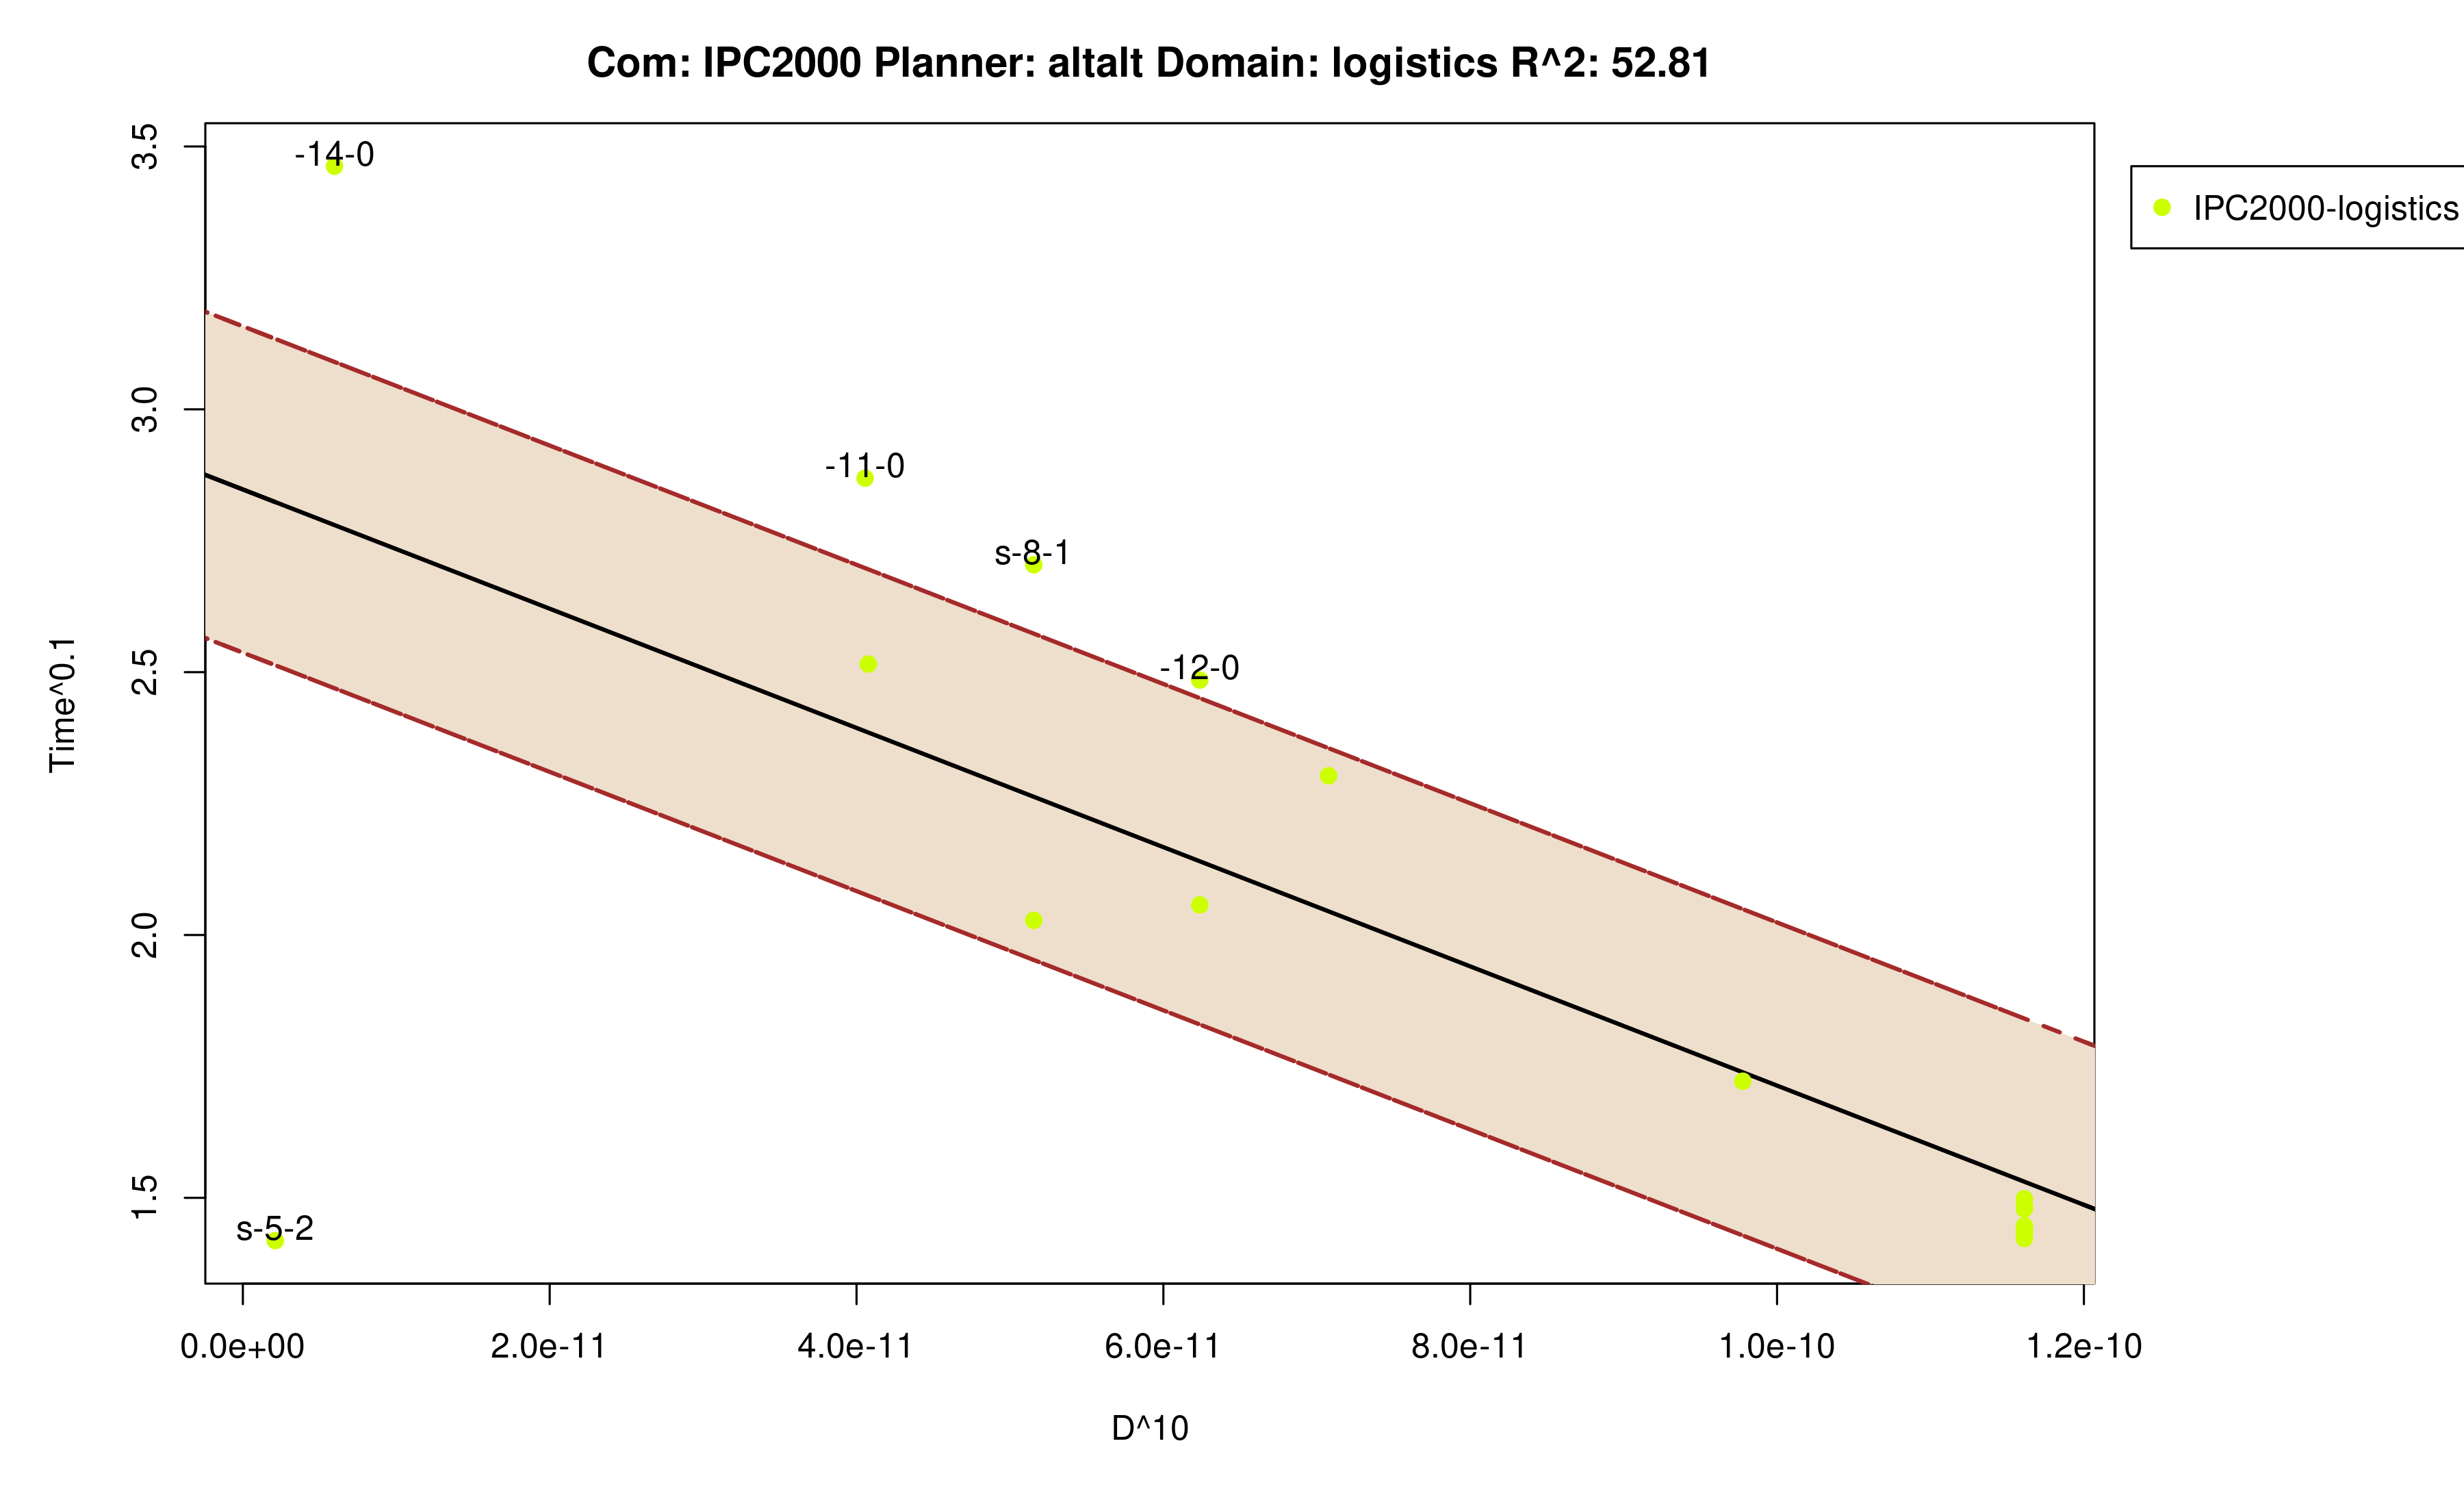 Com: IPC2000 Planner: altalt Domain: logistics R^2: 52.81
3.5
3.0
2.5
2.0
1.5
Time^0.1
-14-0
-11-0
s-8-1
-12-0
s-5-2
IPC2000-logistics
0.0e+00 2.0e-11 4.0e-11 6.0e-11 8.0e-11 1.0e-10 1.2e-10
D^10